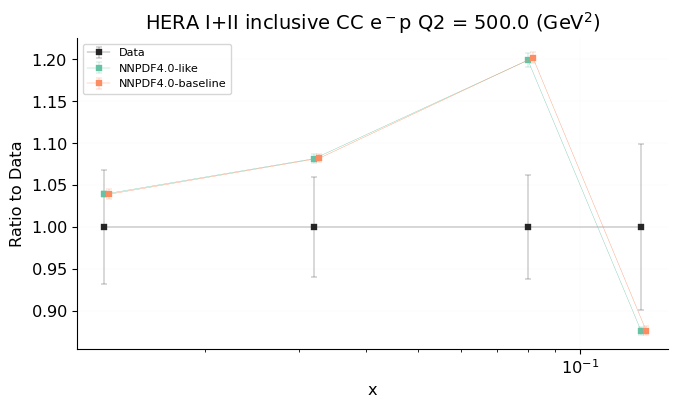 HERA I+II inclusive CC e⁻p Q2 = 500.0 (GeV²)
Data
NNPDF4.0-like
NNPDF4.0-baseline
Ratio to Data
1.20
1.15
1.10
1.05
1.00
0.95
0.90
10⁻¹
x